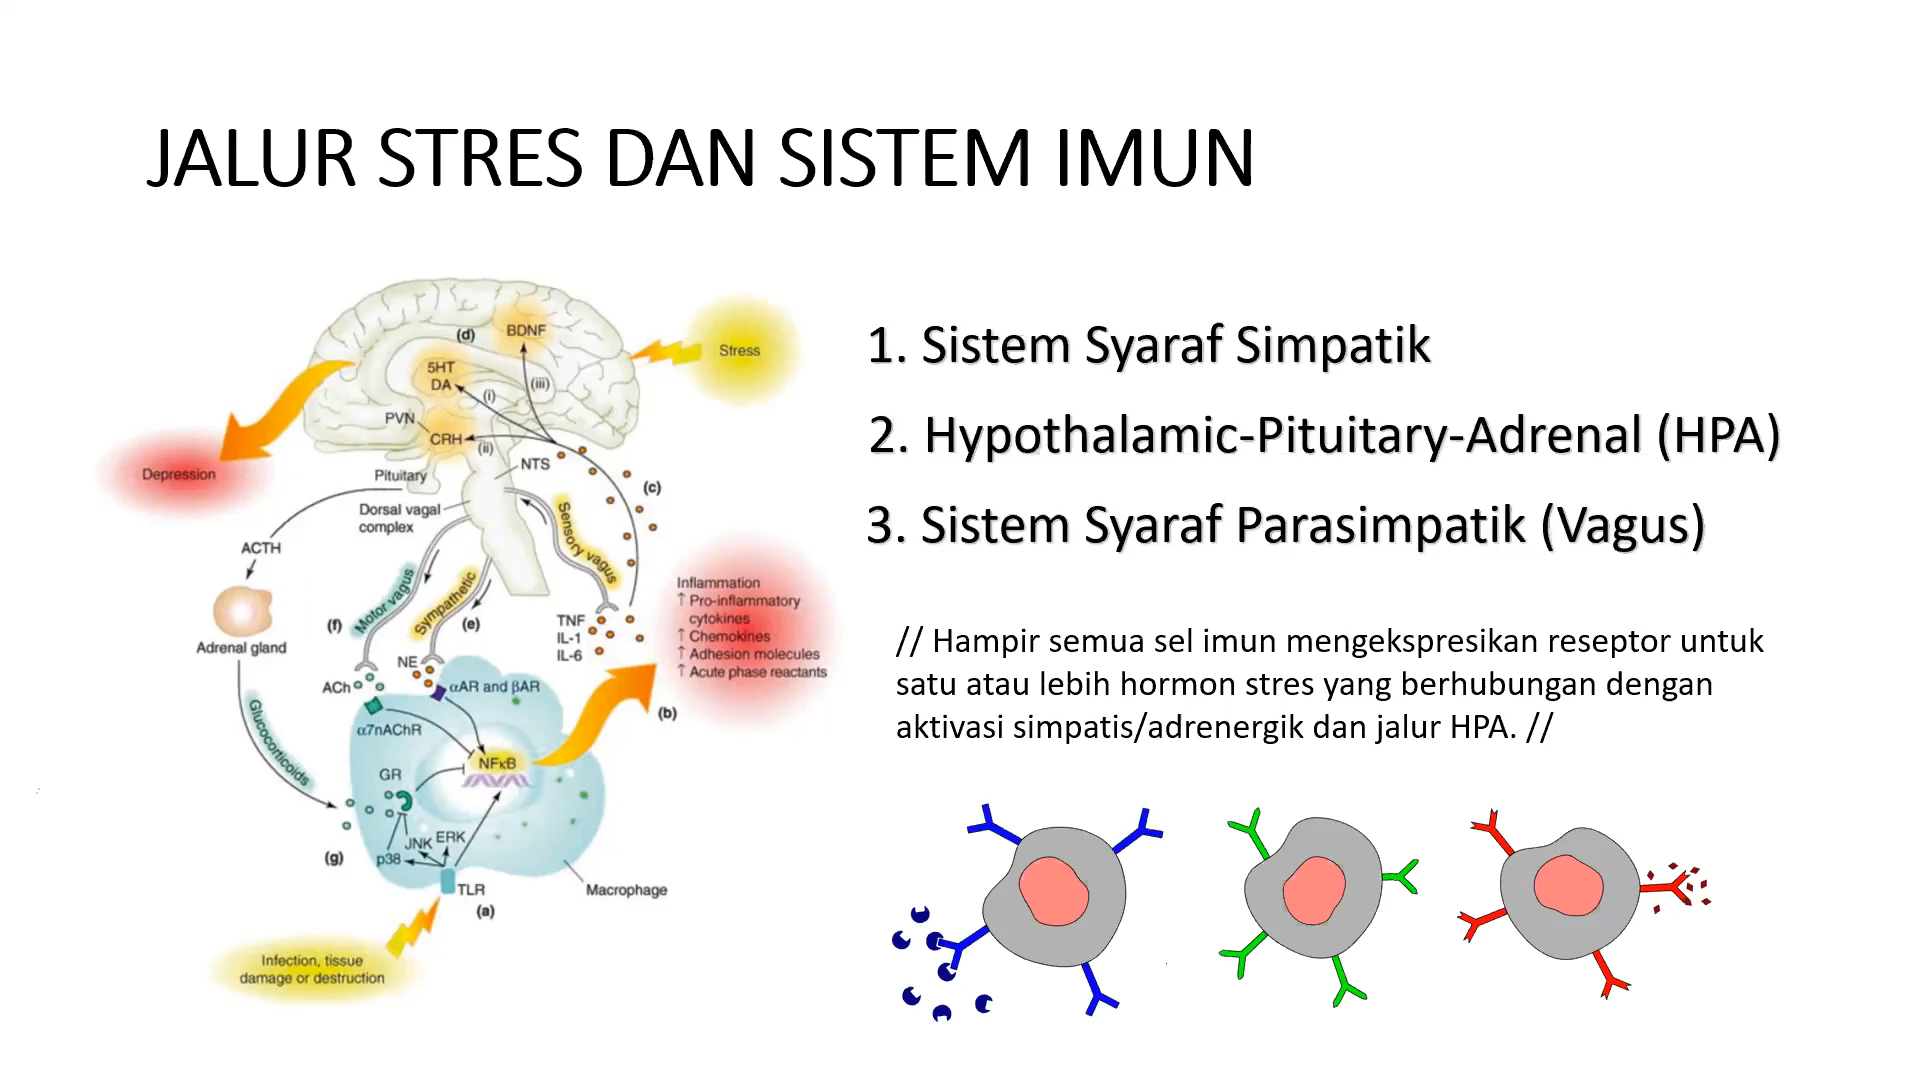 JALUR STRES DAN SISTEM IMUN
(d)
BDNF
Stress
5HT
DA
(i)
(iii)
PVN
CRH
(ii)
Depression
Pituitary
NTS
(c)
Dorsal vagal
complex
Sensory vagus
ACTH
Motor vagus
Sympathetic
(f)
(e)
Adrenal gland
TNF
IL-1
IL-6
Inflammation
↑ Pro-inflammatory
cytokines
↑ Chemokines
↑ Adhesion molecules
↑ Acute phase reactants
NE
ACh
αAR and βAR
(b)
α7nAChR
Glucocorticoids
NFκB
GR
JNK
ERK
(g)
p38
TLR
Macrophage
(a)
Infection, tissue
damage or destruction
1. Sistem Syaraf Simpatik
2. Hypothalamic-Pituitary-Adrenal (HPA)
3. Sistem Syaraf Parasimpatik (Vagus)
// Hampir semua sel imun mengekspresikan reseptor untuk
satu atau lebih hormon stres yang berhubungan dengan
aktivasi simpatis/adrenergik dan jalur HPA. //